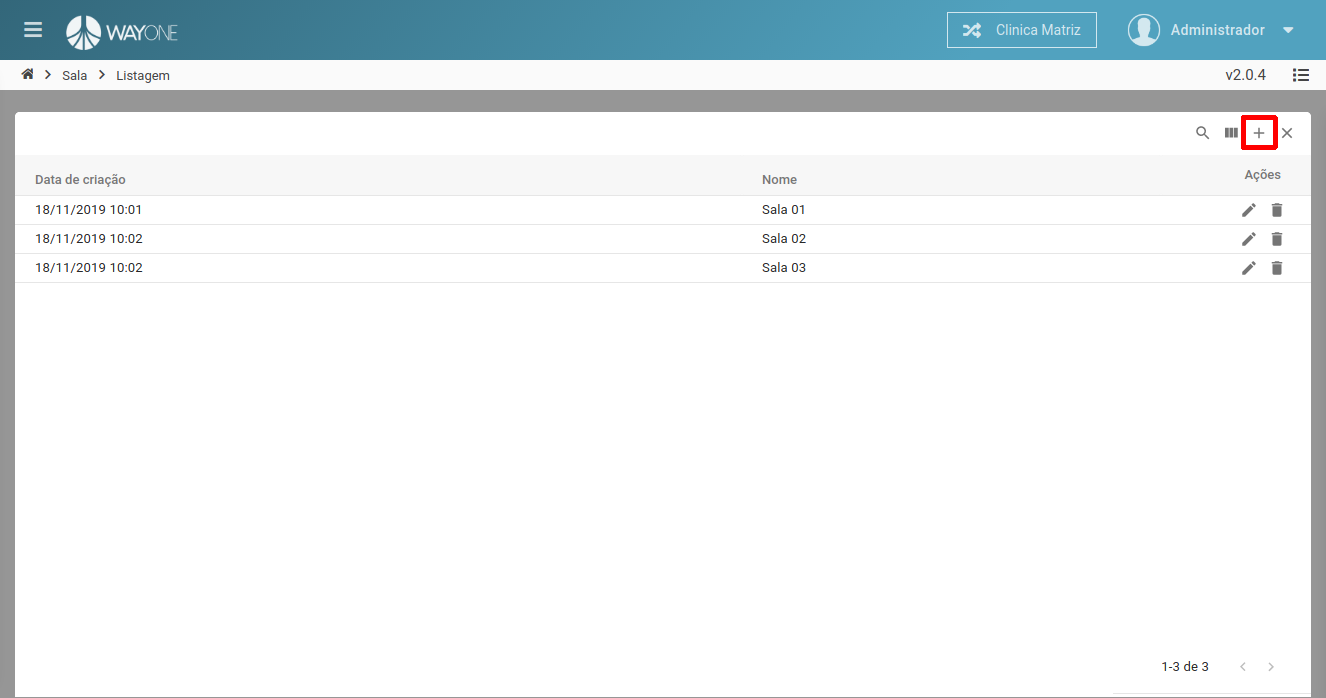 WAYONE
Clinica Matriz
Administrador
Sala
Listagem
v2.0.4
Data de criação
Nome
Ações
18/11/2019 10:01
Sala 01
18/11/2019 10:02
Sala 02
18/11/2019 10:02
Sala 03
1-3 de 3